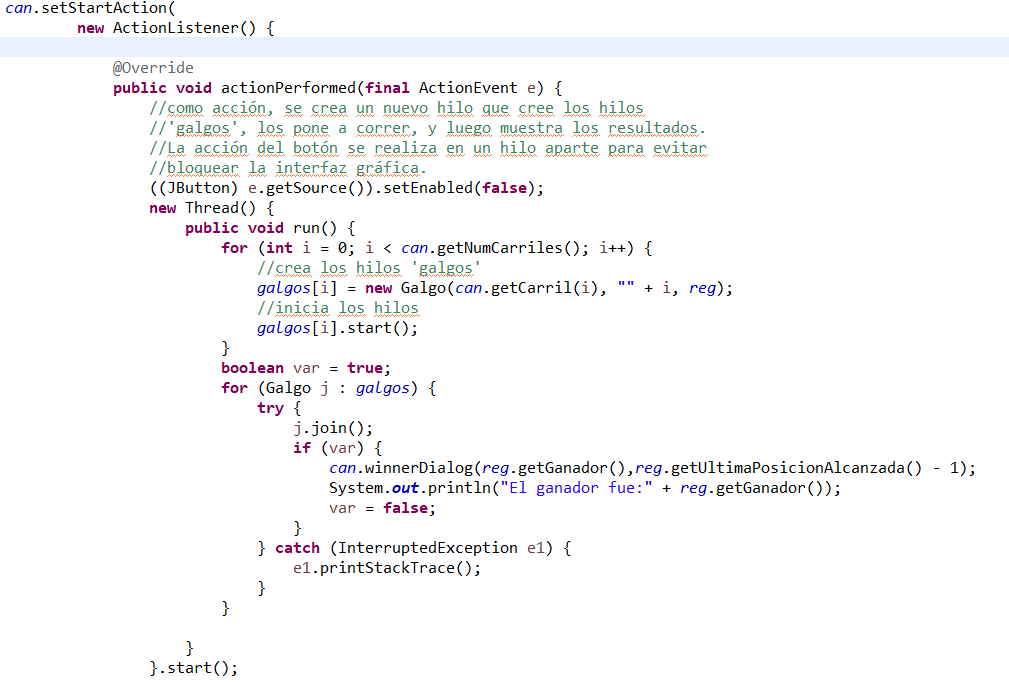 can.setStartAction(
        new ActionListener() {

            @Override
            public void actionPerformed(final ActionEvent e) {
                //como acción, se crea un nuevo hilo que cree los hilos
                //'galgos', los pone a correr, y luego muestra los resultados.
                //La acción del botón se realiza en un hilo aparte para evitar
                //bloquear la interfaz gráfica.
                ((JButton) e.getSource()).setEnabled(false);
                new Thread() {
                    public void run() {
                        for (int i = 0; i < can.getNumCarriles(); i++) {
                            //crea los hilos 'galgos'
                            galgos[i] = new Galgo(can.getCarril(i), "" + i, reg);
                            //inicia los hilos
                            galgos[i].start();
                        }
                        boolean var = true;
                        for (Galgo j : galgos) {
                            try {
                                j.join();
                                if (var) {
                                    can.winnerDialog(reg.getGanador(),reg.getUltimaPosicionAlcanzada() - 1);
                                    System.out.println("El ganador fue:" + reg.getGanador());
                                    var = false;
                                }
                            } catch (InterruptedException e1) {
                                e1.printStackTrace();
                            }
                        }

                    }
                }.start();